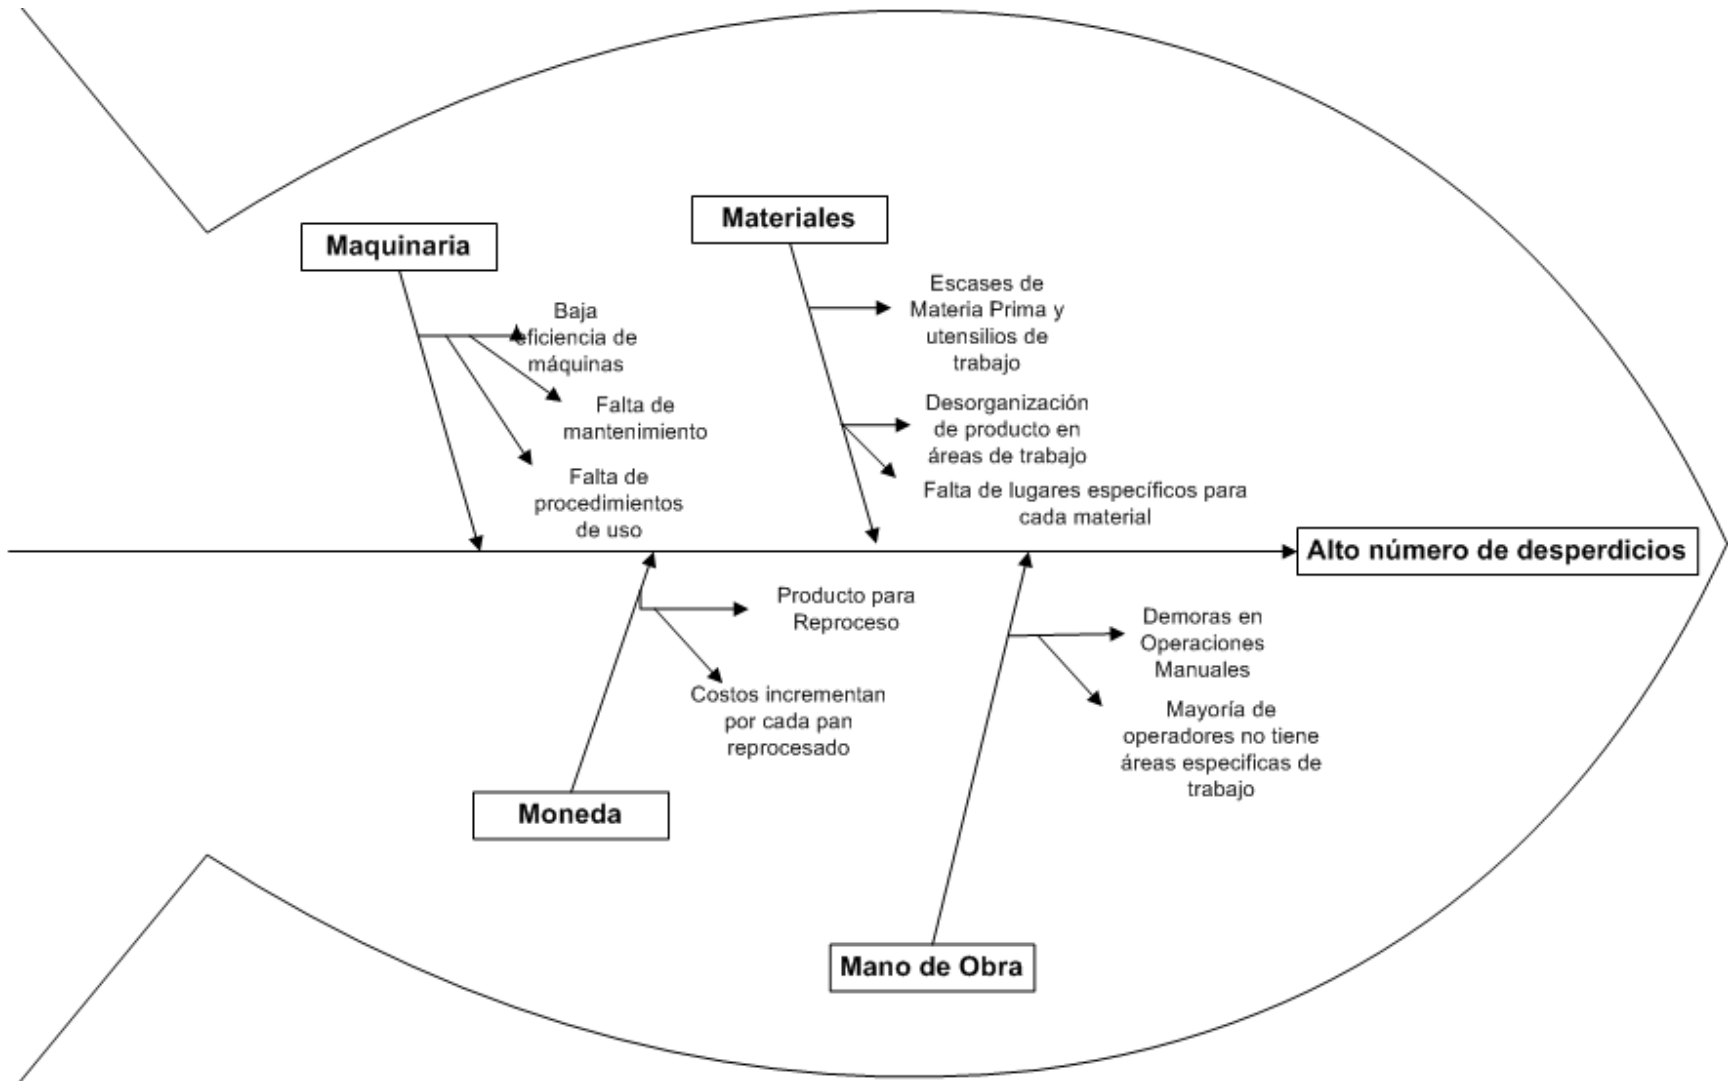 Materiales
Maquinaria
Baja
eficiencia de
máquinas
Falta de
mantenimiento
Falta de
procedimientos
de uso
Escases de
Materia Prima y
utensilios de
trabajo
Desorganización
de producto en
áreas de trabajo
Falta de lugares específicos para
cada material
Alto número de desperdicios
Producto para
Reproceso
Costos incrementan
por cada pan
reprocesado
Moneda
Demoras en
Operaciones
Manuales
Mayoría de
operadores no tiene
áreas especificas de
trabajo
Mano de Obra